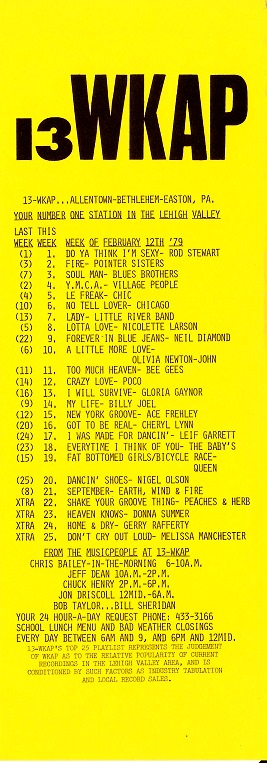 13WKAP
13-WKAP...ALLENTOWN-BETHLEHEM-EASTON, PA.
YOUR NUMBER ONE STATION IN THE LEHIGH VALLEY
LAST THIS
WEEK WEEK WEEK OF FEBRUARY 12TH '79
(1) 1. DO YA THINK I'M SEXY- ROD STEWART
(3) 2. FIRE- POINTER SISTERS
(7) 3. SOUL MAN- BLUES BROTHERS
(2) 4. Y.M.C.A.- VILLAGE PEOPLE
(4) 5. LE FREAK- CHIC
(10) 6. NO TELL LOVER- CHICAGO
(13) 7. LADY- LITTLE RIVER BAND
(5) 8. LOTTA LOVE- NICOLETTE LARSON
(22) 9. FOREVER IN BLUE JEANS- NEIL DIAMOND
(6) 10. A LITTLE MORE LOVE-
OLIVIA NEWTON-JOHN
(11) 11. TOO MUCH HEAVEN- BEE GEES
(14) 12. CRAZY LOVE- POCO
(16) 13. I WILL SURVIVE- GLORIA GAYNOR
(9) 14. MY LIFE- BILLY JOEL
(12) 15. NEW YORK GROOVE- ACE FREHLEY
(20) 16. GOT TO BE REAL- CHERYL LYNN
(24) 17. I WAS MADE FOR DANCIN'- LEIF GARRETT
(23) 18. EVERYTIME I THINK OF YOU- THE BABY'S
(15) 19. FAT BOTTOMED GIRLS/BICYCLE RACE-
QUEEN
(25) 20. DANCIN' SHOES- NIGEL OLSON
(8) 21. SEPTEMBER- EARTH, WIND & FIRE
XTRA 22. SHAKE YOUR GROOVE THING- PEACHES & HERB
XTRA 23. HEAVEN KNOWS- DONNA SUMMER
XTRA 24. HOME & DRY- GERRY RAFFERTY
XTRA 25. DON'T CRY OUT LOUD- MELISSA MANCHESTER
FROM THE MUSICPEOPLE AT 13-WKAP
CHRIS BAILEY-IN-THE-MORNING 6-10A.M.
JEFF DEAN 10A.M.-2P.M.
CHUCK HENRY 2P.M.-6P.M.
JON DRISCOLL 12MID.-6A.M.
BOB TAYLOR...BILL SHERIDAN
YOUR 24 HOUR-A-DAY REQUEST PHONE: 433-3166
SCHOOL LUNCH MENU AND BAD WEATHER CLOSINGS
EVERY DAY BETWEEN 6AM AND 9, AND 6PM AND 12MID.
13-WKAP'S TOP 25 PLAYLIST REPRESENTS THE JUDGEMENT
OF WKAP AS TO THE RELATIVE POPULARITY OF CURRENT
RECORDINGS IN THE LEHIGH VALLEY AREA, AND IS
CONDITIONED BY SUCH FACTORS AS INDUSTRY TABULATION
AND LOCAL RECORD SALES.